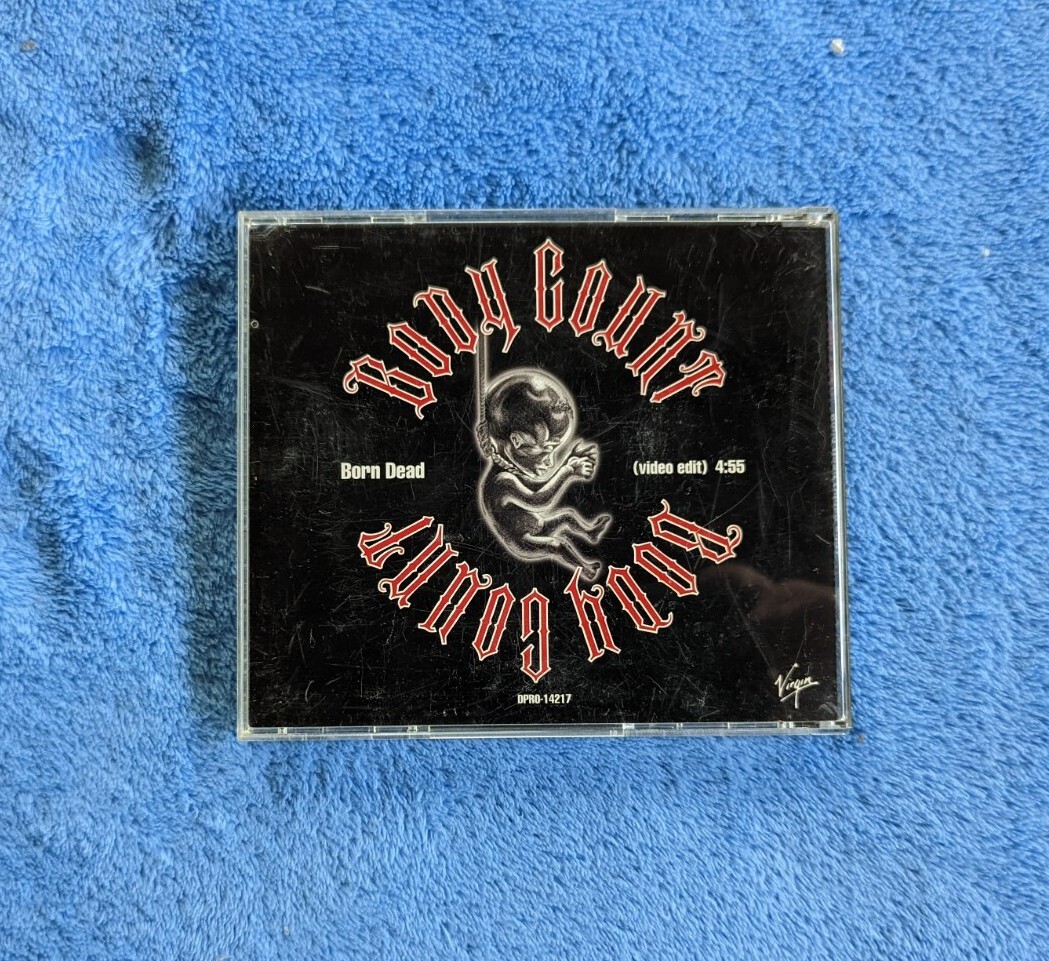 Body Count
Born Dead
(video edit) 4:55
Body Count
DPRO-14217
Virgin